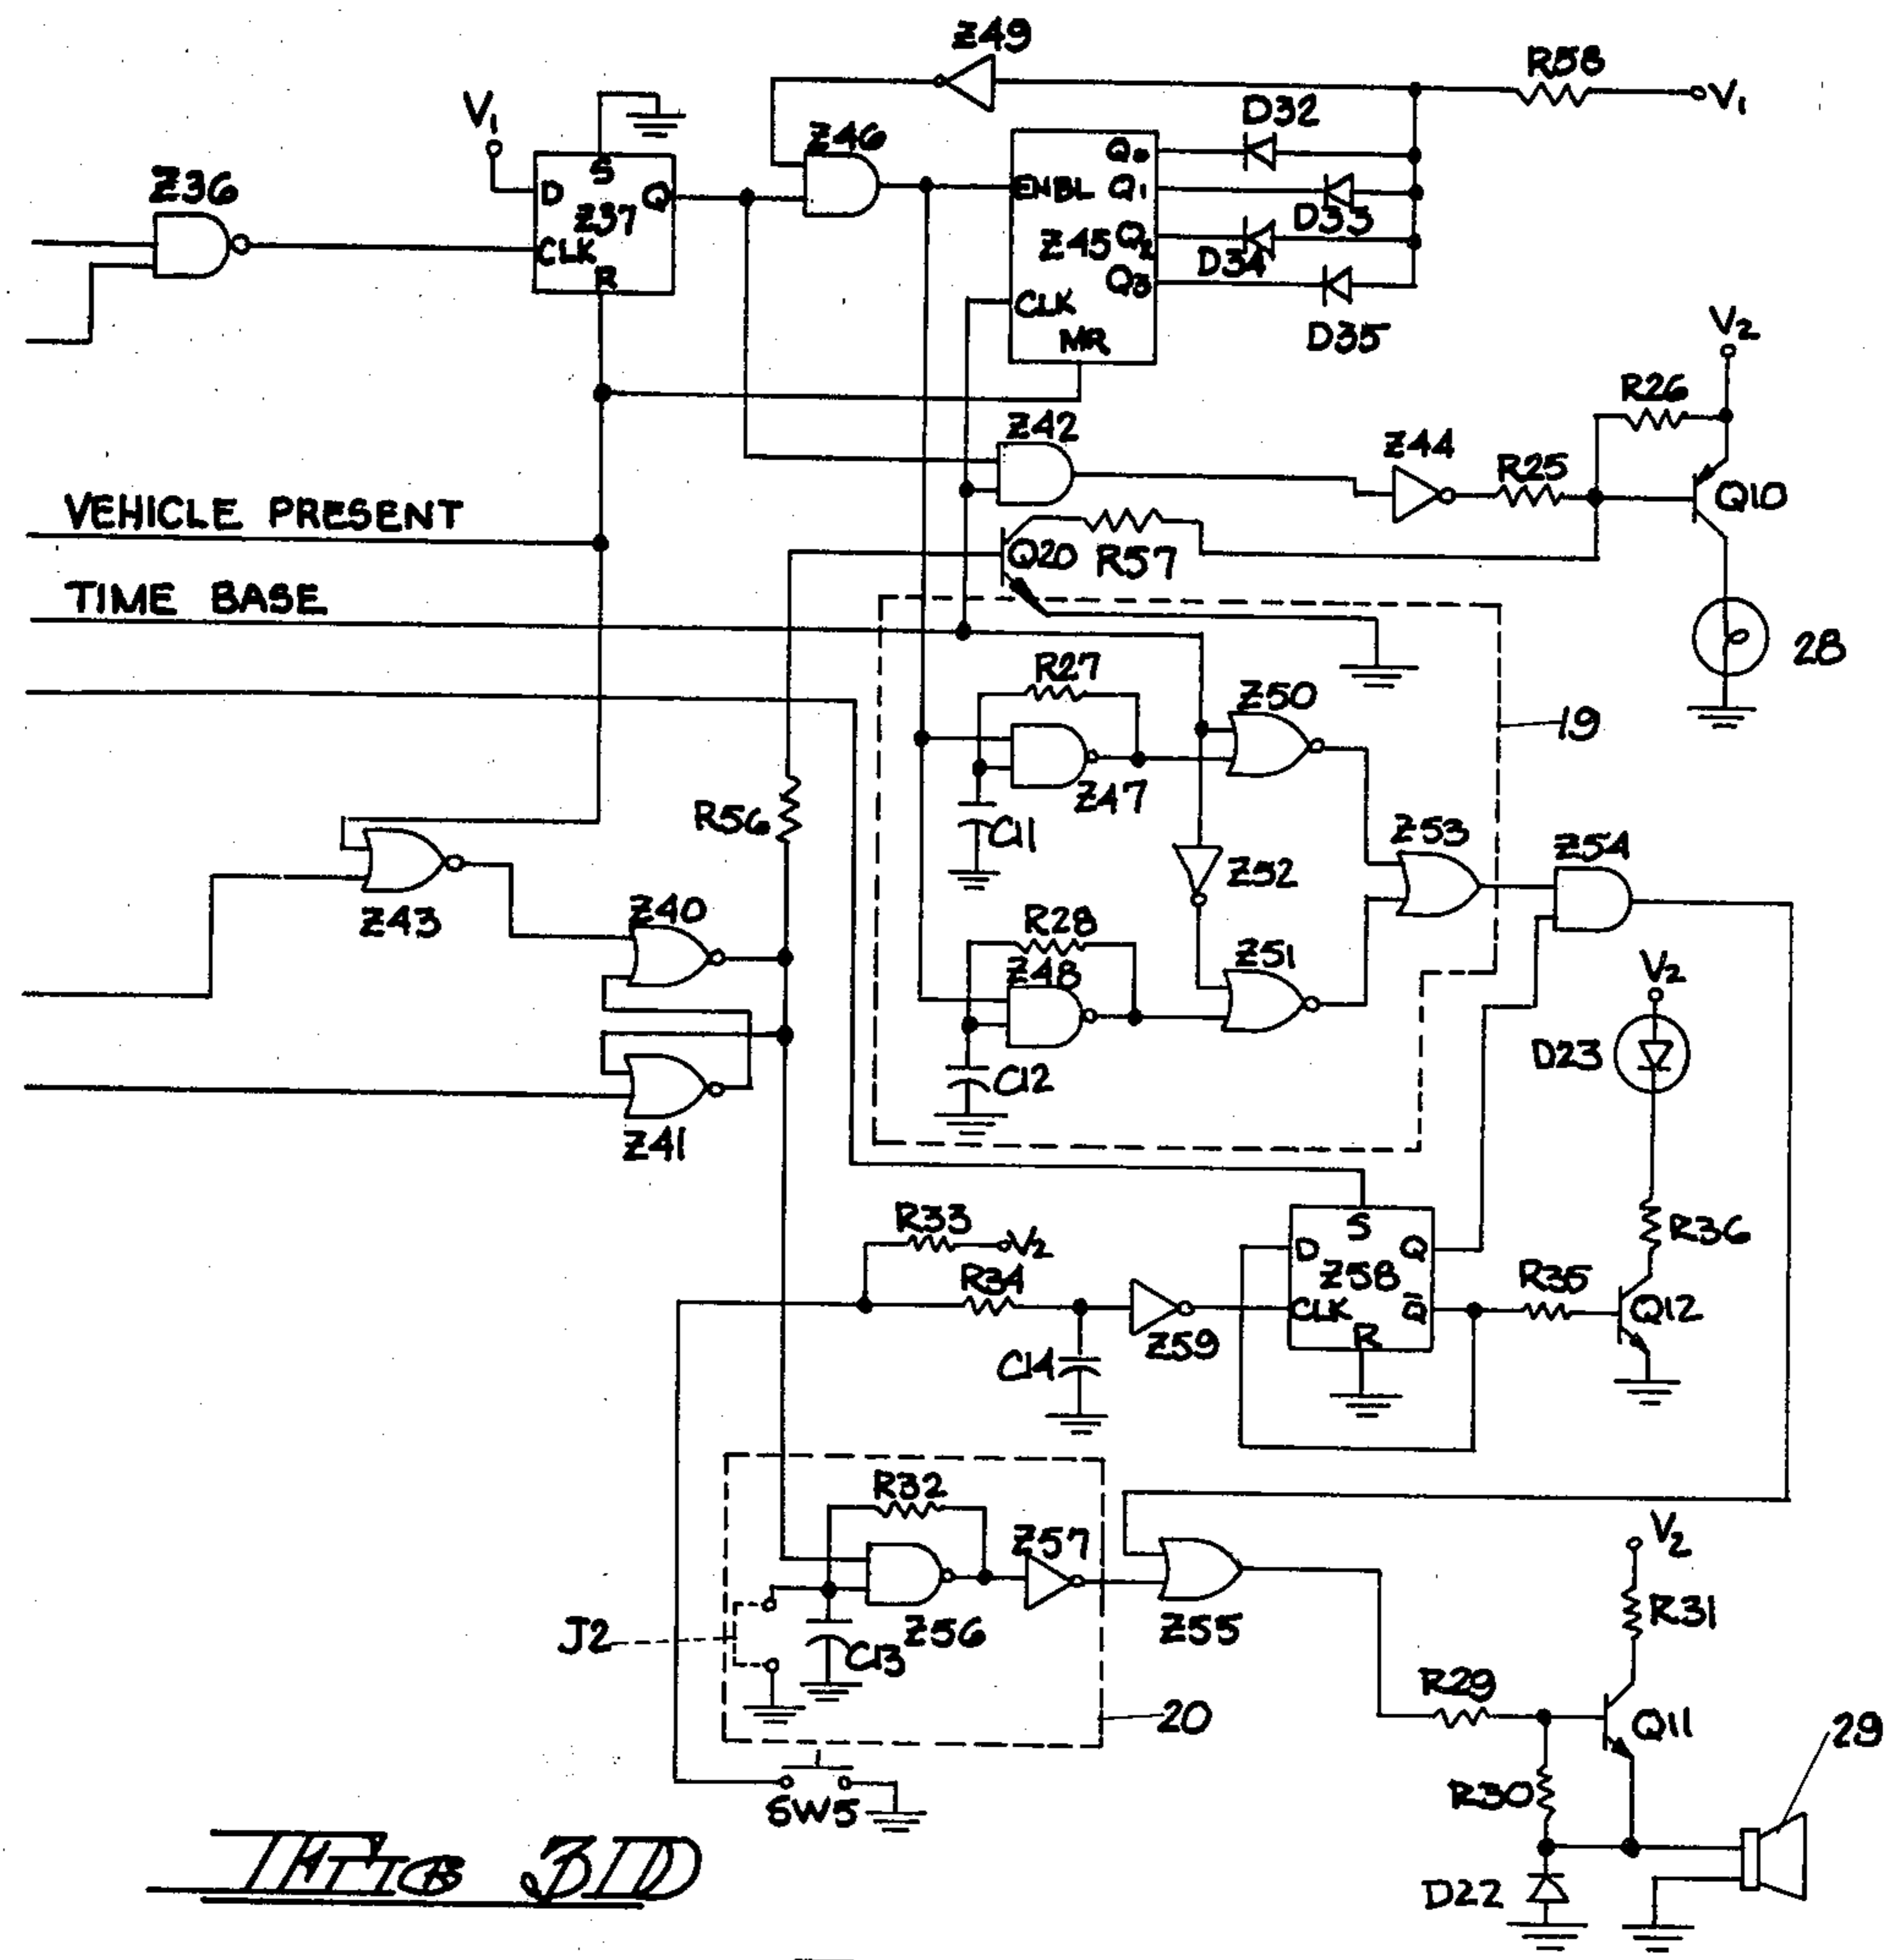 Z49
R58
V1
D32
V1
Z46
Q0
S
Z36
D
Q
ENBL
Q1
Z37
D33
CLK
Z45
Q2
D34
R
Q3
CLK
D35
MR
V2
R26
Z42
Z44
R25
Q10
VEHICLE PRESENT
Q20
R57
TIME BASE
28
R27
Z50
19
Z47
R56
C11
Z53
Z54
Z52
Z43
Z40
R28
Z48
Z51
V2
D23
C12
Z41
R33
V2
S
R36
D
Q
R34
Z58
R35
CLK
Q̅
Q12
Z59
R
C14
R32
Z57
V2
J2
Z56
Z55
R31
C13
R29
20
Q11
29
R30
SW5
D22
3D